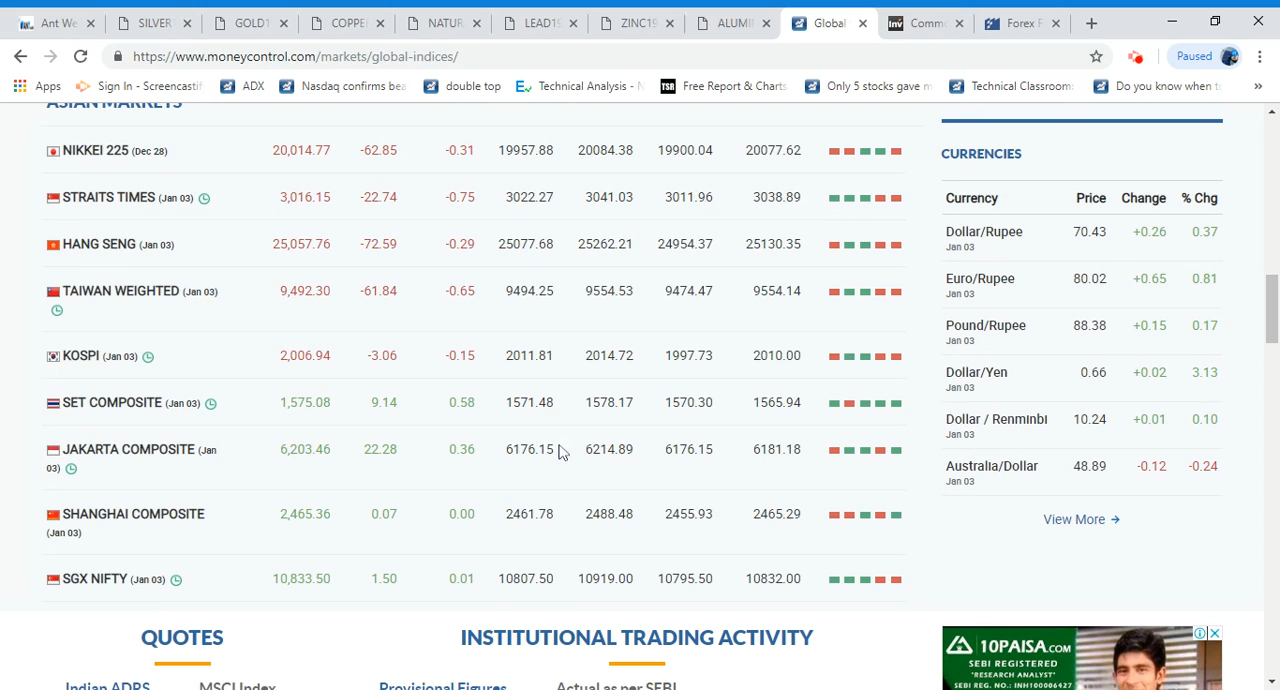 Ant We
SILVER
GOLD1
COPPE
NATUR
LEAD19
ZINC19
ALUMI
Global
Comm
Forex F
https://www.moneycontrol.com/markets/global-indices/
Paused
Apps
Sign In - Screencasti
ADX
Nasdaq confirms bea
double top
Technical Analysis - N
TSR Free Report & Charts
Only 5 stocks gave m
Technical Classroom:
Do you know when t
»
ASIAN MARKETS
NIKKEI 225 (Dec 28) 20,014.77 -62.85 -0.31 19957.88 20084.38 19900.04 20077.62
STRAITS TIMES (Jan 03) 3,016.15 -22.74 -0.75 3022.27 3041.03 3011.96 3038.89
HANG SENG (Jan 03) 25,057.76 -72.59 -0.29 25077.68 25262.21 24954.37 25130.35
TAIWAN WEIGHTED (Jan 03) 9,492.30 -61.84 -0.65 9494.25 9554.53 9474.47 9554.14
KOSPI (Jan 03) 2,006.94 -3.06 -0.15 2011.81 2014.72 1997.73 2010.00
SET COMPOSITE (Jan 03) 1,575.08 9.14 0.58 1571.48 1578.17 1570.30 1565.94
JAKARTA COMPOSITE (Jan 6,203.46 22.28 0.36 6176.15 6214.89 6176.15 6181.18
03)
SHANGHAI COMPOSITE 2,465.36 0.07 0.00 2461.78 2488.48 2455.93 2465.29
(Jan 03)
SGX NIFTY (Jan 03) 10,833.50 1.50 0.01 10807.50 10919.00 10795.50 10832.00
CURRENCIES
Currency Price Change % Chg
Dollar/Rupee 70.43 +0.26 0.37
Jan 03
Euro/Rupee 80.02 +0.65 0.81
Jan 03
Pound/Rupee 88.38 +0.15 0.17
Jan 03
Dollar/Yen 0.66 +0.02 3.13
Jan 03
Dollar / Renminbi 10.24 +0.01 0.10
Jan 03
Australia/Dollar 48.89 -0.12 -0.24
Jan 03
View More
QUOTES
INSTITUTIONAL TRADING ACTIVITY
Indian ADRS
MSCI Index
Provisional Figures
Actual as per SEBI
10PAISA.COM
SEBI REGISTERED
"RESEARCH ANALYST"
SEBI REG. NO.: INH100006427